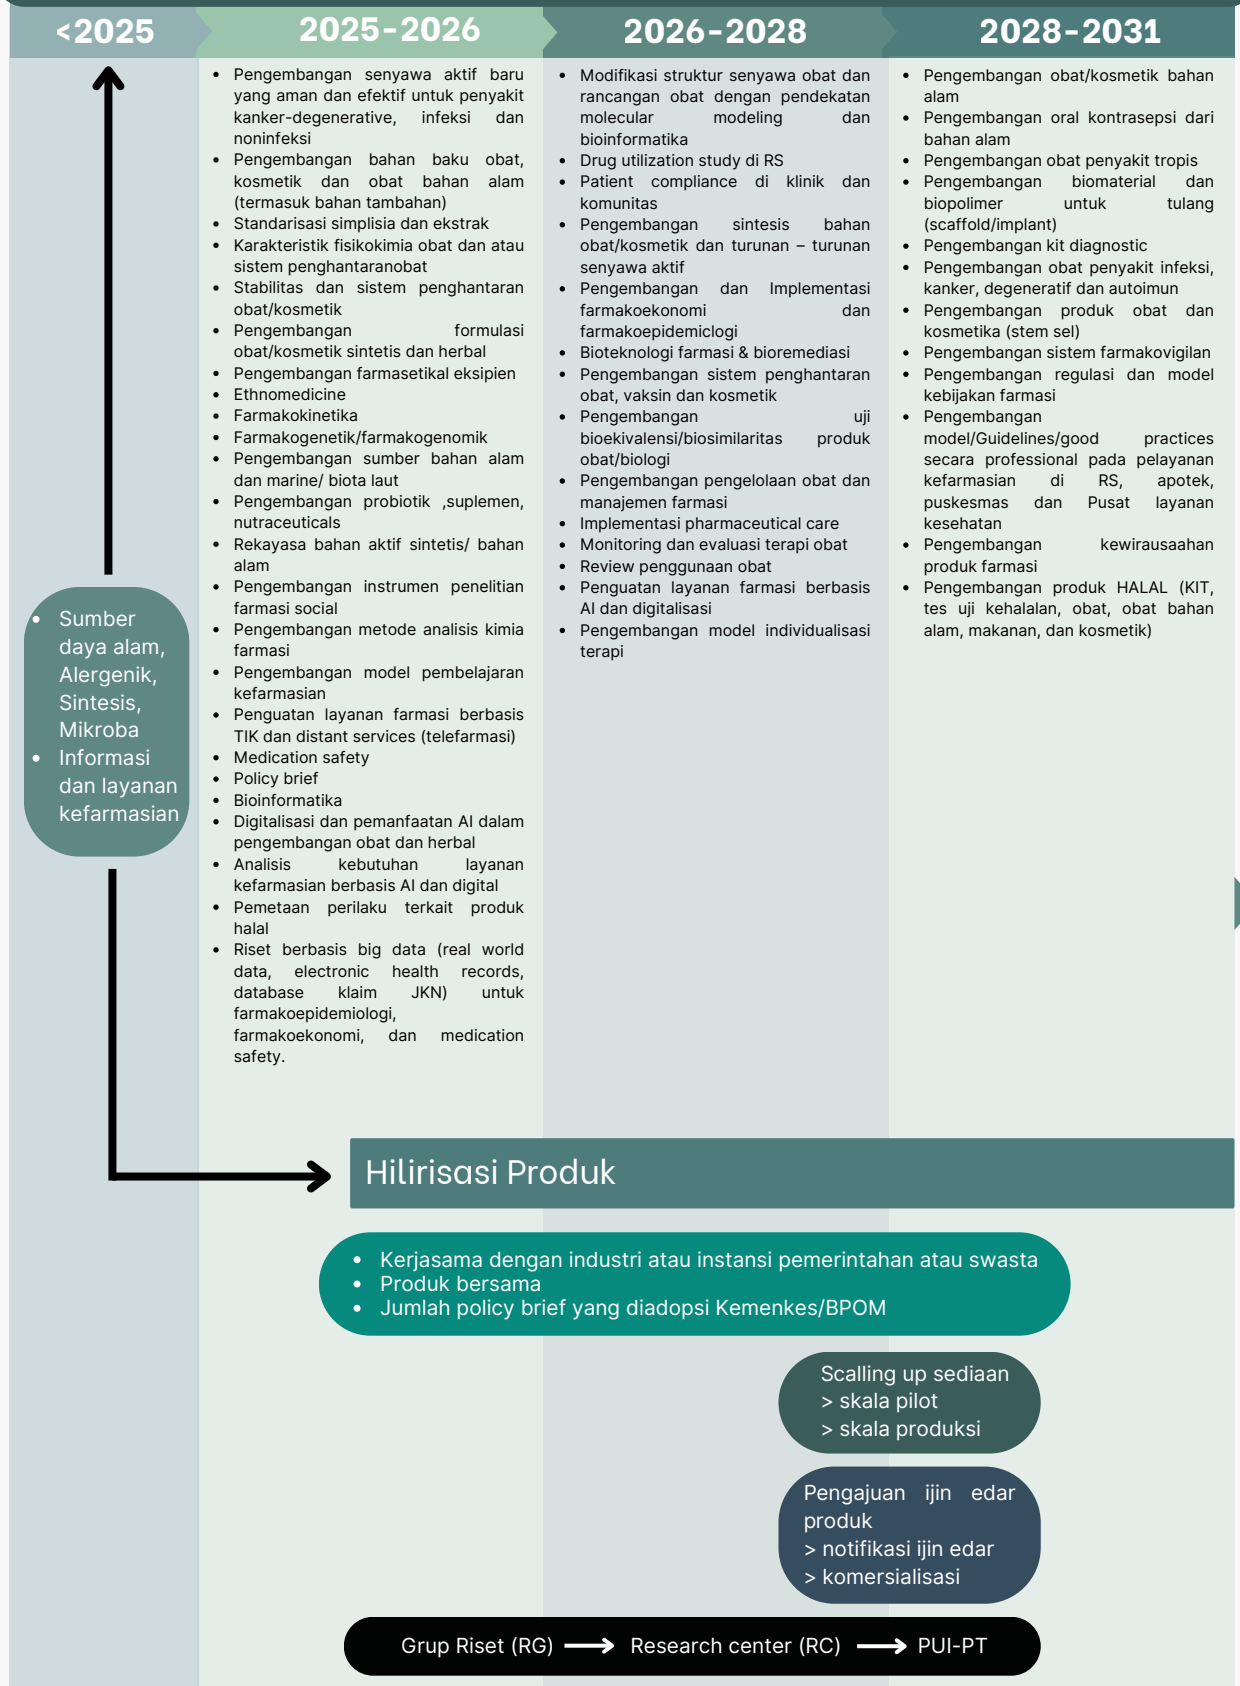 <2025
2025-2026
2026-2028
2028-2031
Sumber
daya alam,
Alergenik,
Sintesis,
Mikroba
Informasi
dan layanan
kefarmasian
• Pengembangan senyawa aktif baru
yang aman dan efektif untuk penyakit
kanker-degenerative, infeksi dan
noninfeksi
• Pengembangan bahan baku obat,
kosmetik dan obat bahan alam
(termasuk bahan tambahan)
• Standarisasi simplisia dan ekstrak
• Karakteristik fisikokimia obat dan atau
sistem penghantaranobat
• Stabilitas dan sistem penghantaran
obat/kosmetik
• Pengembangan formulasi
obat/kosmetik sintetis dan herbal
• Pengembangan farmasetikal eksipien
• Ethnomedicine
• Farmakokinetika
• Farmakogenetik/farmakogenomik
• Pengembangan sumber bahan alam
dan marine/ biota laut
• Pengembangan probiotik ,suplemen,
nutraceuticals
• Rekayasa bahan aktif sintetis/ bahan
alam
• Pengembangan instrumen penelitian
farmasi social
• Pengembangan metode analisis kimia
farmasi
• Pengembangan model pembelajaran
kefarmasian
• Penguatan layanan farmasi berbasis
TIK dan distant services (telefarmasi)
• Medication safety
• Policy brief
• Bioinformatika
• Digitalisasi dan pemanfaatan AI dalam
pengembangan obat dan herbal
• Analisis kebutuhan layanan
kefarmasian berbasis AI dan digital
• Pemetaan perilaku terkait produk
halal
• Riset berbasis big data (real world
data, electronic health records,
database klaim JKN) untuk
farmakoepidemiologi,
farmakoekonomi, dan medication
safety.
• Modifikasi struktur senyawa obat dan
rancangan obat dengan pendekatan
molecular modeling dan
bioinformatika
• Drug utilization study di RS
• Patient compliance di klinik dan
komunitas
• Pengembangan sintesis bahan
obat/kosmetik dan turunan – turunan
senyawa aktif
• Pengembangan dan Implementasi
farmakoekonomi dan
farmakoepidemiclogi
• Bioteknologi farmasi & bioremediasi
• Pengembangan sistem penghantaran
obat, vaksin dan kosmetik
• Pengembangan uji
bioekivalensi/biosimilaritas produk
obat/biologi
• Pengembangan pengelolaan obat dan
manajemen farmasi
• Implementasi pharmaceutical care
• Monitoring dan evaluasi terapi obat
• Review penggunaan obat
• Penguatan layanan farmasi berbasis
AI dan digitalisasi
• Pengembangan model individualisasi
terapi
• Pengembangan obat/kosmetik bahan
alam
• Pengembangan oral kontrasepsi dari
bahan alam
• Pengembangan obat penyakit tropis
• Pengembangan biomaterial dan
biopolimer untuk tulang
(scaffold/implant)
• Pengembangan kit diagnostic
• Pengembangan obat penyakit infeksi,
kanker, degeneratif dan autoimun
• Pengembangan produk obat dan
kosmetika (stem sel)
• Pengembangan sistem farmakovigilan
• Pengembangan regulasi dan model
kebijakan farmasi
• Pengembangan
model/Guidelines/good practices
secara professional pada pelayanan
kefarmasian di RS, apotek,
puskesmas dan Pusat layanan
kesehatan
• Pengembangan kewirausaahan
produk farmasi
• Pengembangan produk HALAL (KIT,
tes uji kehalalan, obat, obat bahan
alam, makanan, dan kosmetik)
Hilirisasi Produk
• Kerjasama dengan industri atau instansi pemerintahan atau swasta
• Produk bersama
• Jumlah policy brief yang diadopsi Kemenkes/BPOM
Scalling up sediaan
> skala pilot
> skala produksi
Pengajuan ijin edar
produk
> notifikasi ijin edar
> komersialisasi
Grup Riset (RG) → Research center (RC) → PUI-PT